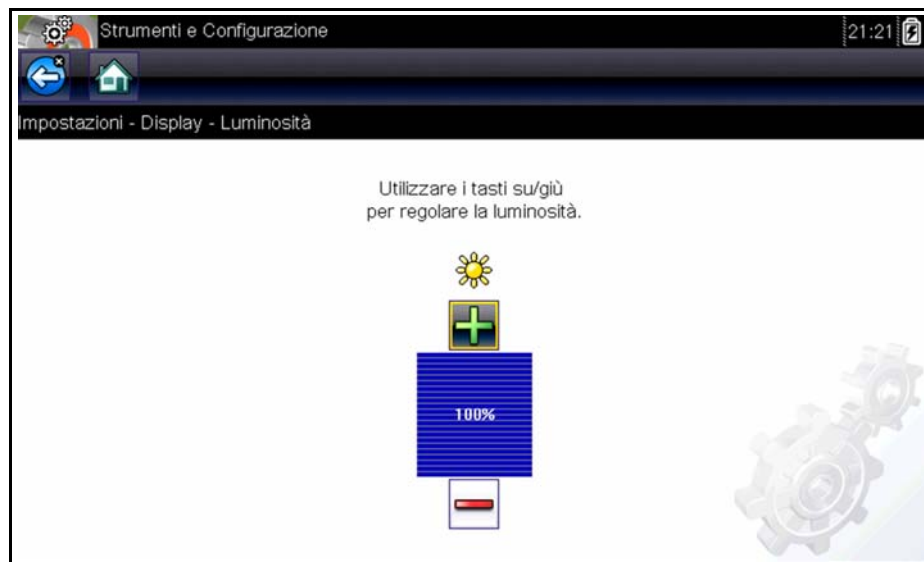 Strumenti e Configurazione
21:21
Impostazioni - Display - Luminosità
Utilizzare i tasti su/giù
per regolare la luminosità.
100%